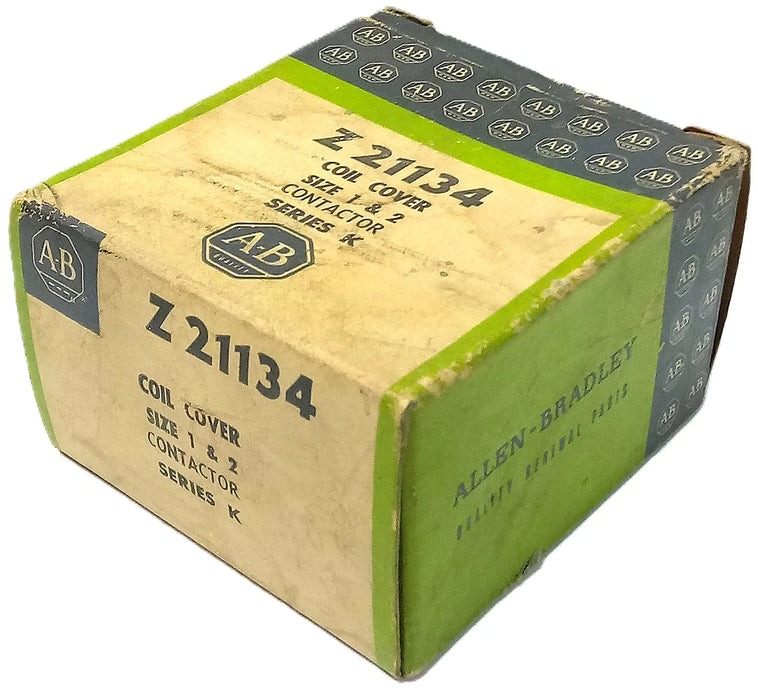 Z 21134
COIL COVER
SIZE 1 & 2
CONTACTOR
SERIES K
A-B
QUALITY
A-B
Z 21134
COIL COVER
SIZE 1 & 2
CONTACTOR
SERIES K
ALLEN-BRADLEY
QUALITY RENEWAL PARTS